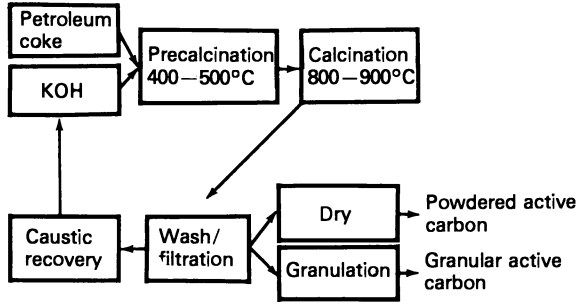 Petroleum
coke
KOH
Precalcination
400—500°C
Calcination
800—900°C
Caustic
recovery
Wash/
filtration
Dry
Granulation
Powdered active
carbon
Granular active
carbon